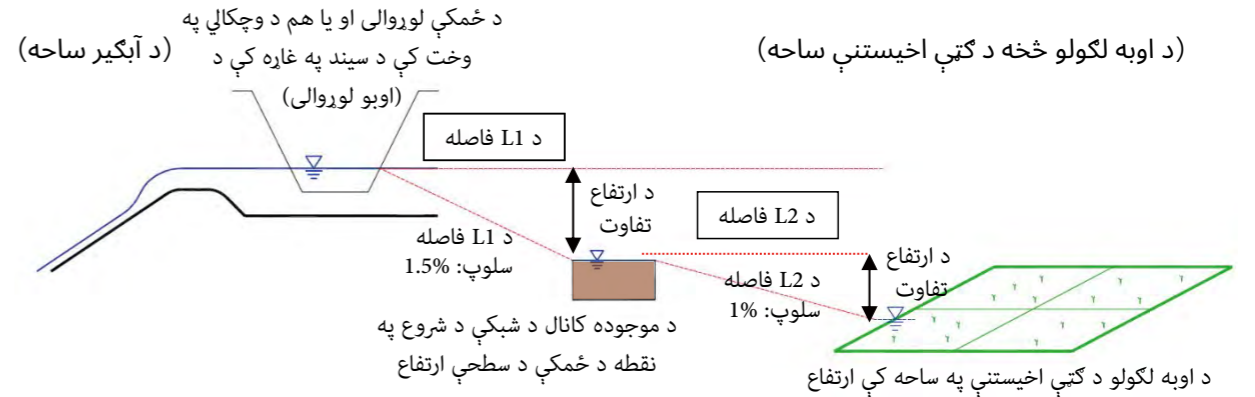 د ځمکې لوړوالی او یا هم د وچکالۍ په
وخت کې د سیند په غاړه کې د
(اوبو لوړوالی)
(د آبګیر ساحه)
(د اوبه لګولو څخه د ګټې اخیستنې ساحه)
د L1 فاصله
د ارتفاع
تفاوت
د L2 فاصله
د L1 فاصله
سلوپ: 1.5%
د ارتفاع
تفاوت
د L2 فاصله
سلوپ: 1%
د موجوده کانال د شبکې د شروع په
نقطه د ځمکې د سطحې ارتفاع
د اوبه لګولو د ګټې اخیستنې په ساحه کې ارتفاع